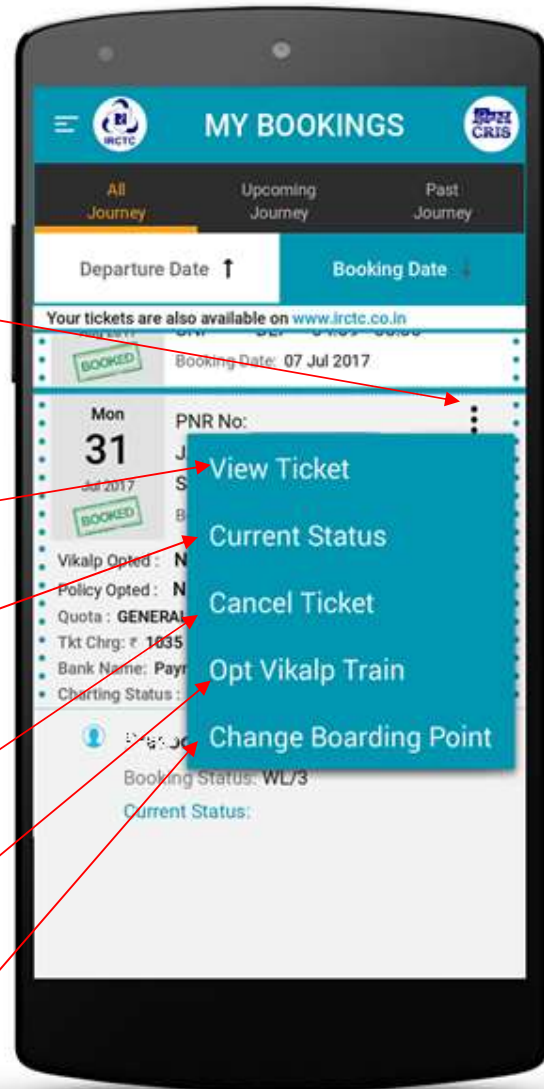 IRCTC
MY BOOKINGS
CRIS
All
Journey
Upcoming
Journey
Past
Journey
Departure Date ↑
Booking Date ↓
Your tickets are also available on www.irctc.co.in
BOOKED
Booking Date: 07 Jul 2017
Mon
31
Jul 2017
BOOKED
PNR No:
View Ticket
Current Status
Cancel Ticket
Opt Vikalp Train
Change Boarding Point
Vikalp Opted : N
Policy Opted : N
Quota : GENERAL
Tkt Chrg: ₹ 1035
Bank Name: Payr
Charting Status :
Booking Status: WL/3
Current Status: